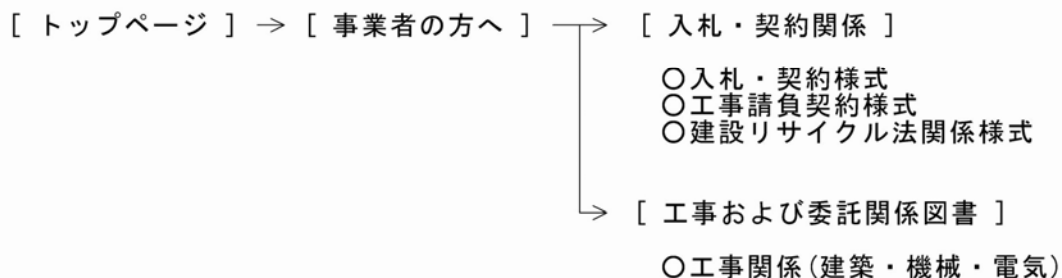 [ トップページ ] → [ 事業者の方へ ] → [ 入札・契約関係 ]
○入札・契約様式
○工事請負契約様式
○建設リサイクル法関係様式
→ [ 工事および委託関係図書 ]
○工事関係(建築・機械・電気)